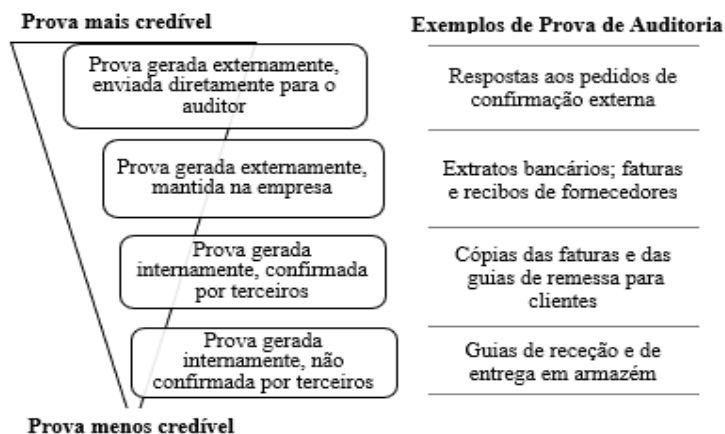 Prova mais credível
Exemplos de Prova de Auditoria
Prova gerada externamente,
enviada diretamente para o
auditor
Respostas aos pedidos de
confirmação externa
Prova gerada externamente,
mantida na empresa
Extratos bancários; faturas
e recibos de fornecedores
Prova gerada
internamente, confirmada
por terceiros
Cópias das faturas e das
guias de remessa para
clientes
Prova gerada
internamente, não
confirmada por terceiros
Guias de receção e de
entrega em armazém
Prova menos credível